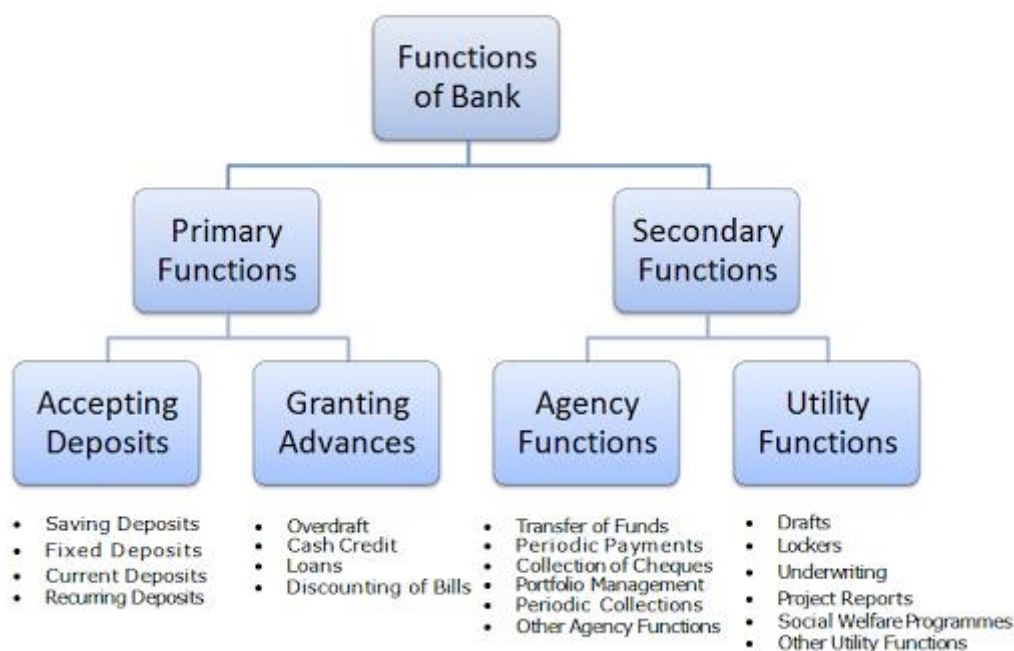 Functions
of Bank
Primary
Functions
Secondary
Functions
Accepting
Deposits
Granting
Advances
Agency
Functions
Utility
Functions
• Saving Deposits
• Fixed Deposits
• Current Deposits
• Recurring Deposits
• Overdraft
• Cash Credit
• Loans
• Discounting of Bills
• Transfer of Funds
• Periodic Payments
• Collection of Cheques
• Portfolio Management
• Periodic Collections
• Other Agency Functions
• Drafts
• Lockers
• Underwriting
• Project Reports
• Social Welfare Programmes
• Other Utility Functions